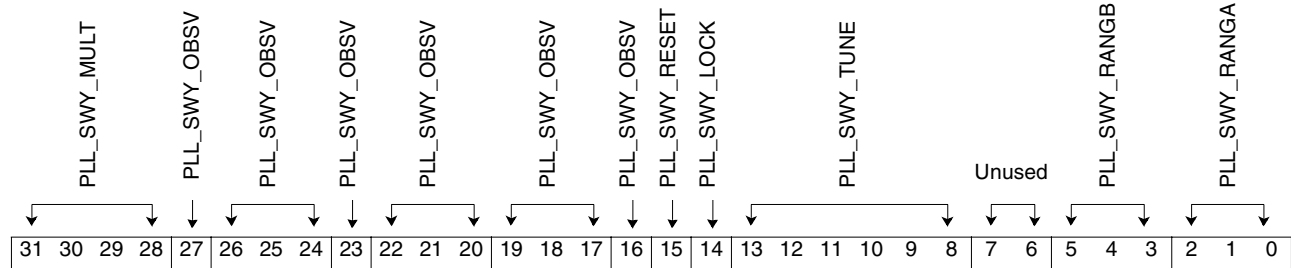 PLL_SWY_MULT
PLL_SWY_OBSV
PLL_SWY_OBSV
PLL_SWY_OBSV
PLL_SWY_OBSV
PLL_SWY_OBSV
PLL_SWY_OBSV
PLL_SWY_RESET
PLL_SWY_LOCK
PLL_SWY_TUNE
Unused
PLL_SWY_RANGB
PLL_SWY_RANGA
31 30 29 28 27 26 25 24 23 22 21 20 19 18 17 16 15 14 13 12 11 10 9 8 7 6 5 4 3 2 1 0